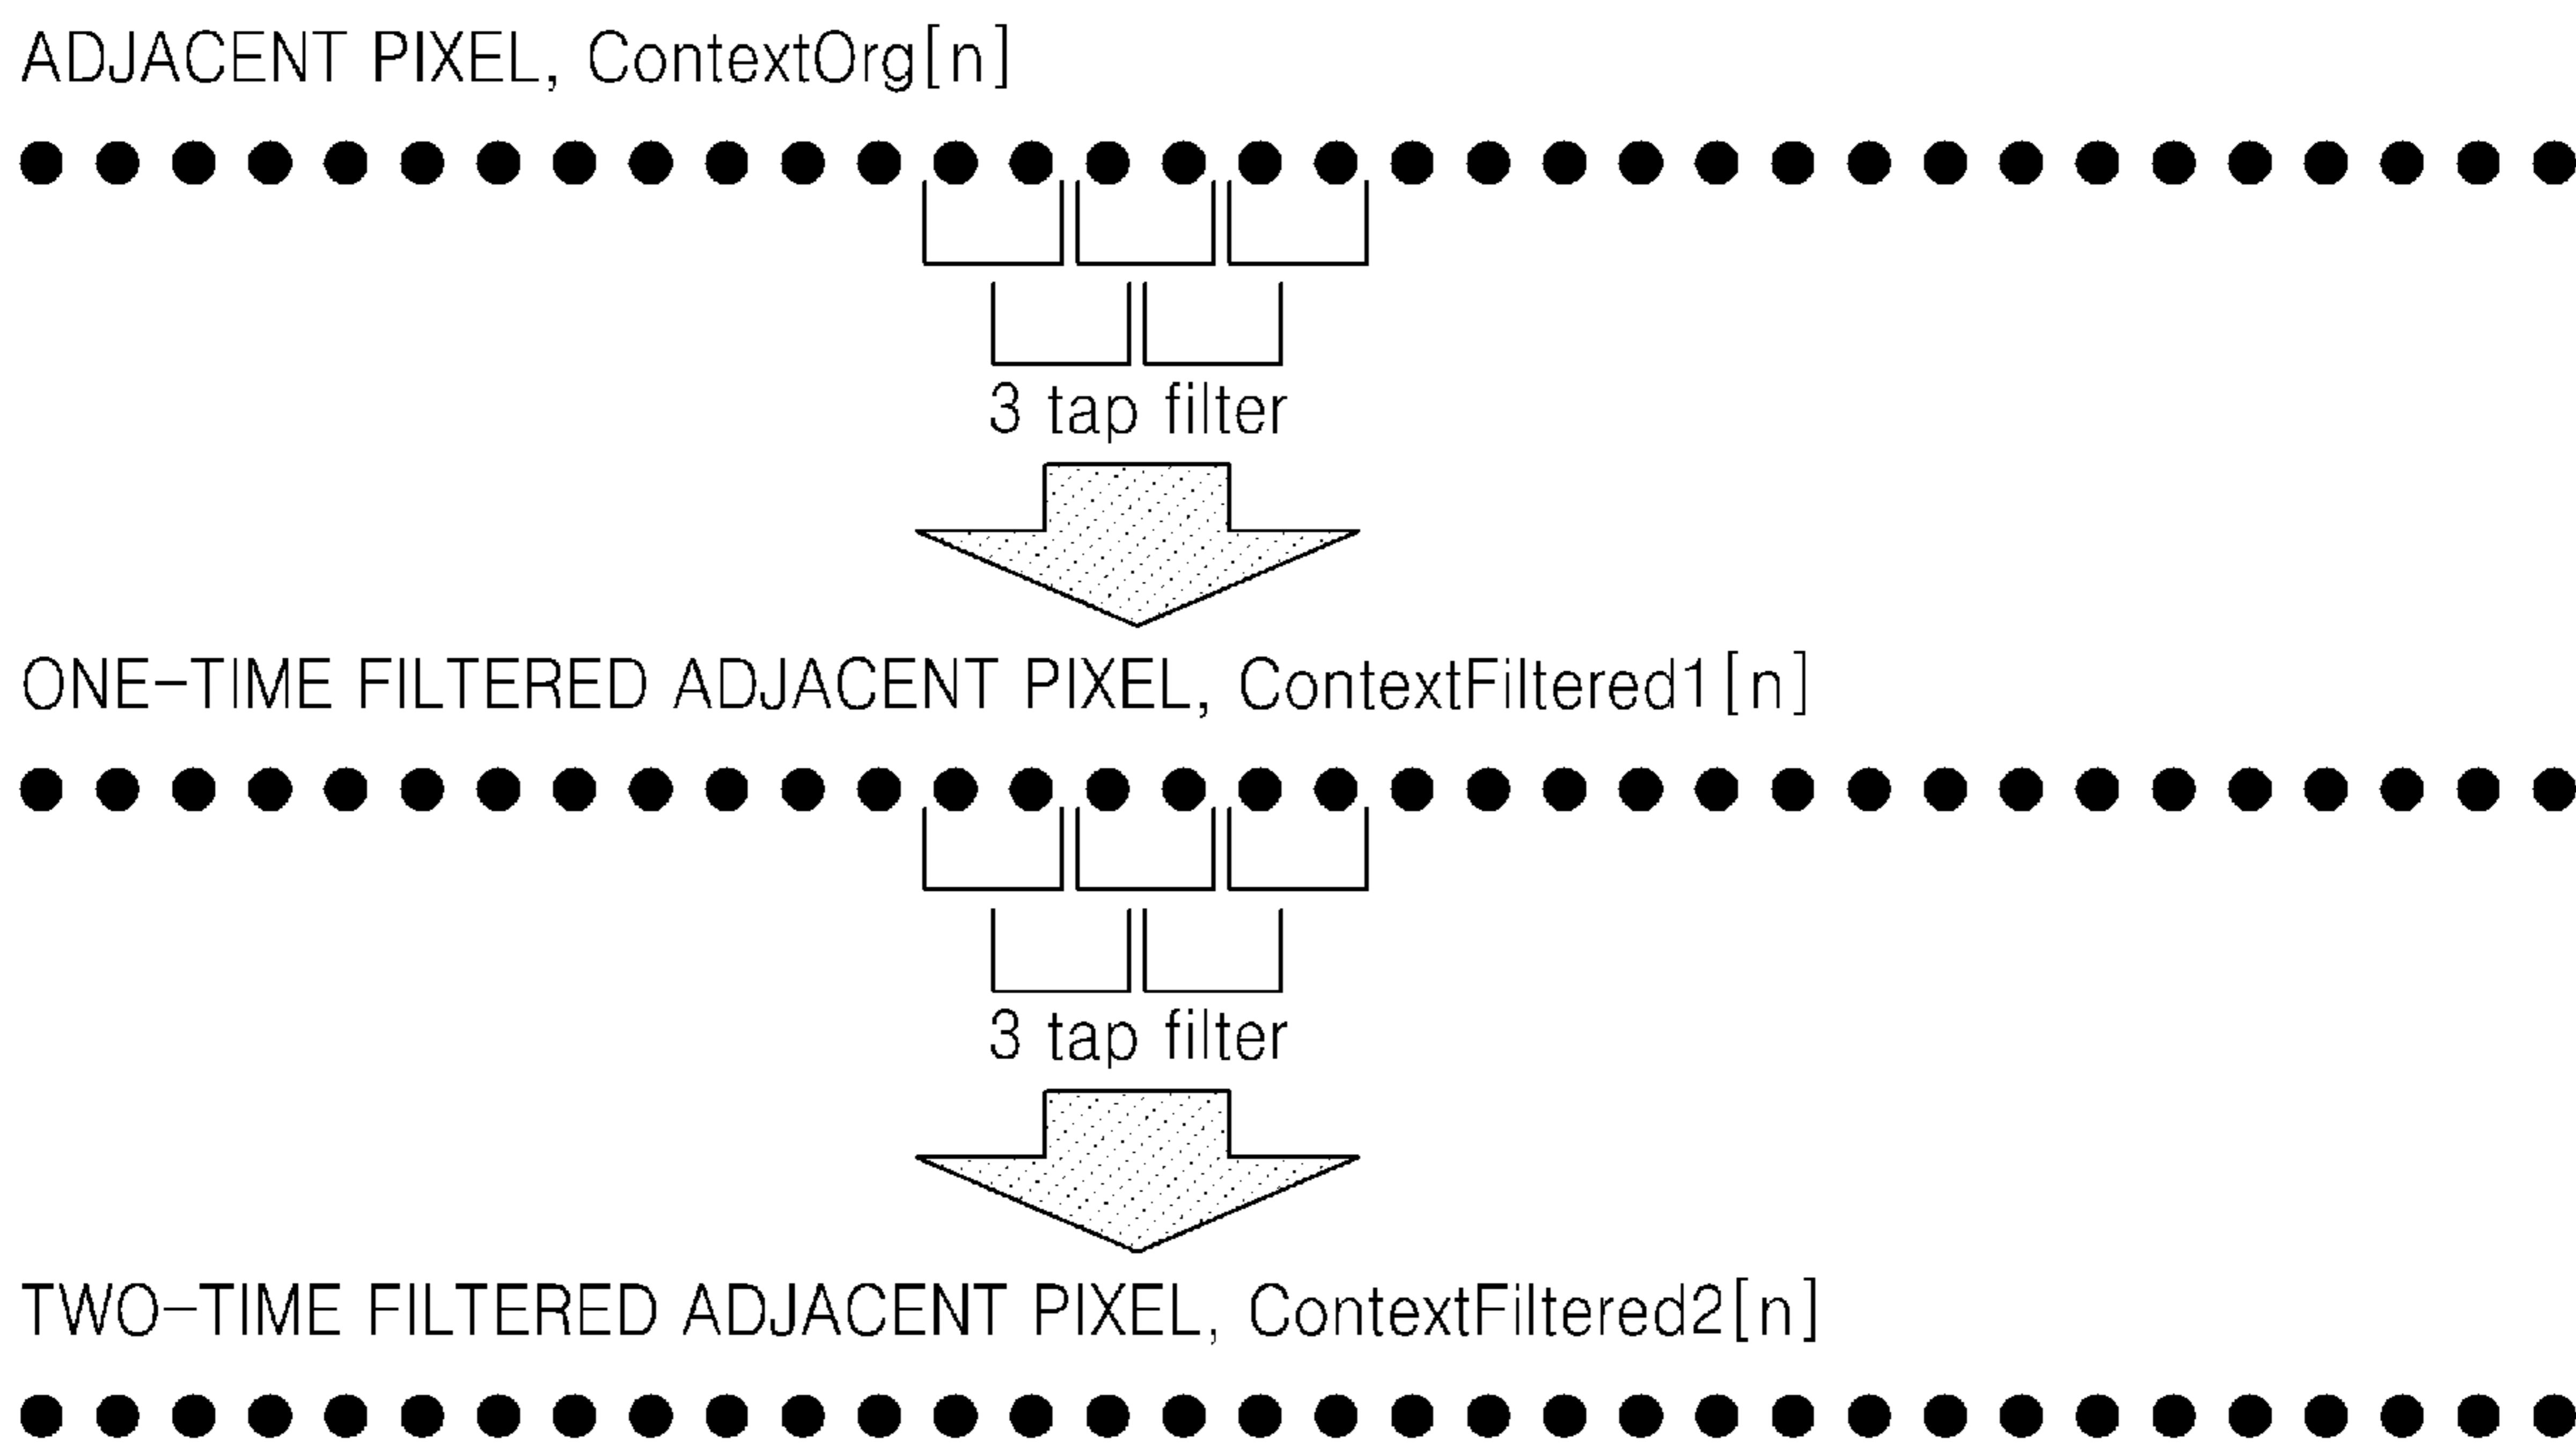 ADJACENT PIXEL, ContextOrg[n]
3 tap filter
ONE-TIME FILTERED ADJACENT PIXEL, ContextFiltered1[n]
3 tap filter
TWO-TIME FILTERED ADJACENT PIXEL, ContextFiltered2[n]